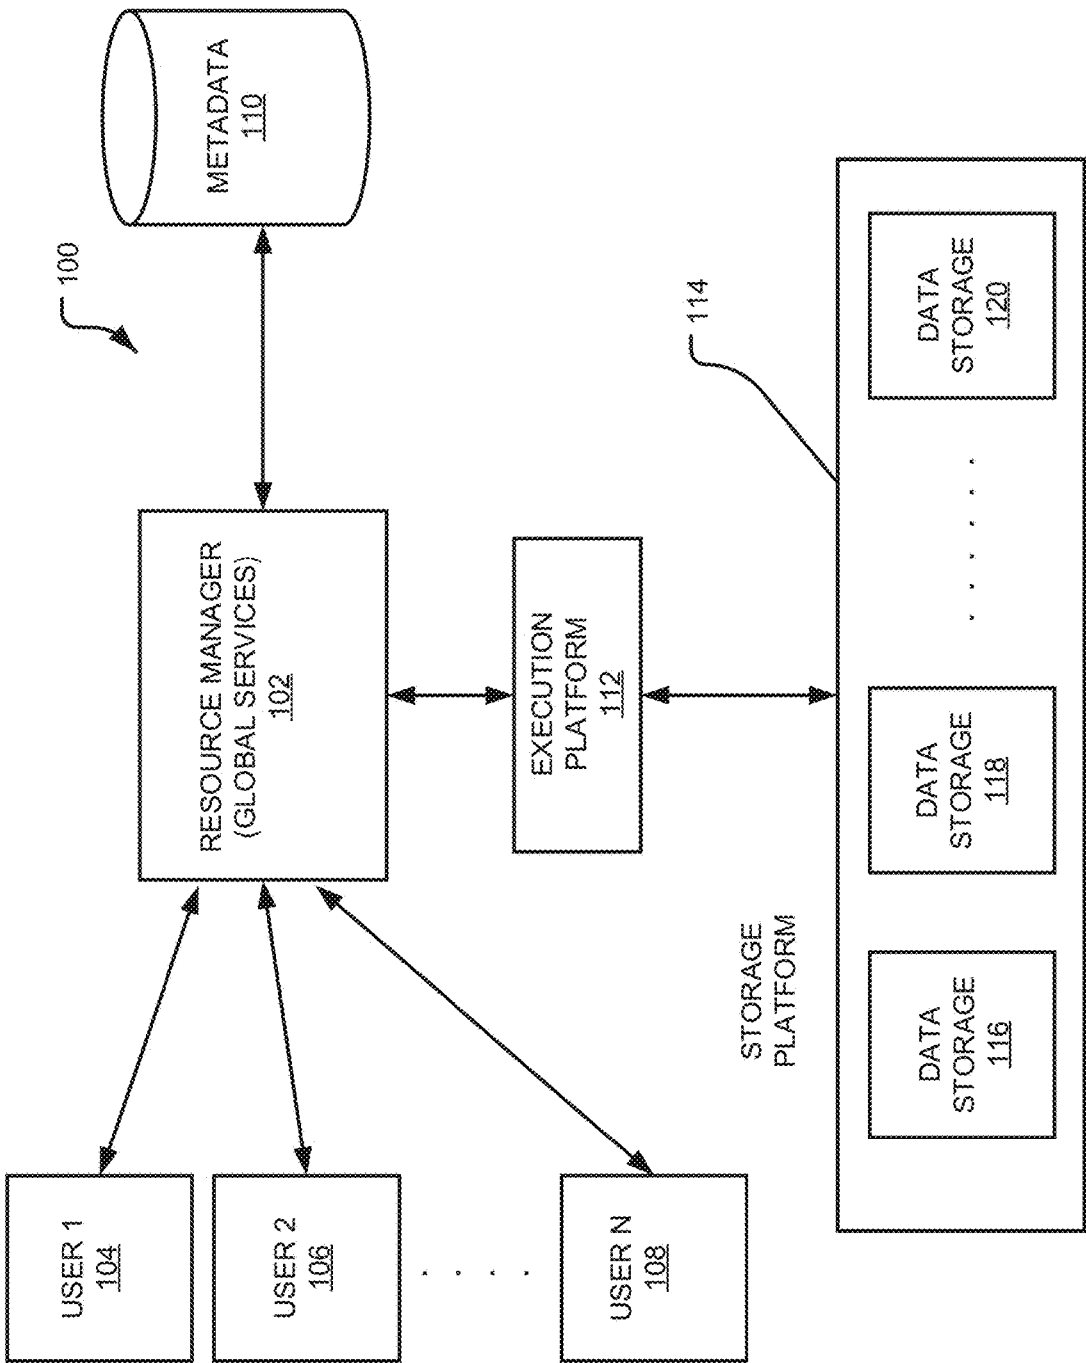 100
USER 1
104
USER 2
106
. . . .
USER N
108
RESOURCE MANAGER
(GLOBAL SERVICES)
102
METADATA
110
EXECUTION
PLATFORM
112
STORAGE
PLATFORM
114
DATA
STORAGE
116
DATA
STORAGE
118
. . . . . .
DATA
STORAGE
120